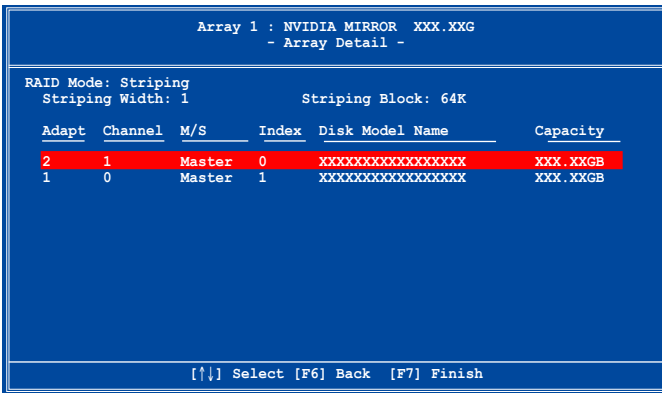 Array 1 : NVIDIA MIRROR XXX.XXG
- Array Detail -
RAID Mode: Striping
Striping Width: 1 Striping Block: 64K
Adapt Channel M/S Index Disk Model Name Capacity
2 1 Master 0 XXXXXXXXXXXXXXXXX XXX.XXGB
1 0 Master 1 XXXXXXXXXXXXXXXXX XXX.XXGB
[↑↓] Select [F6] Back [F7] Finish